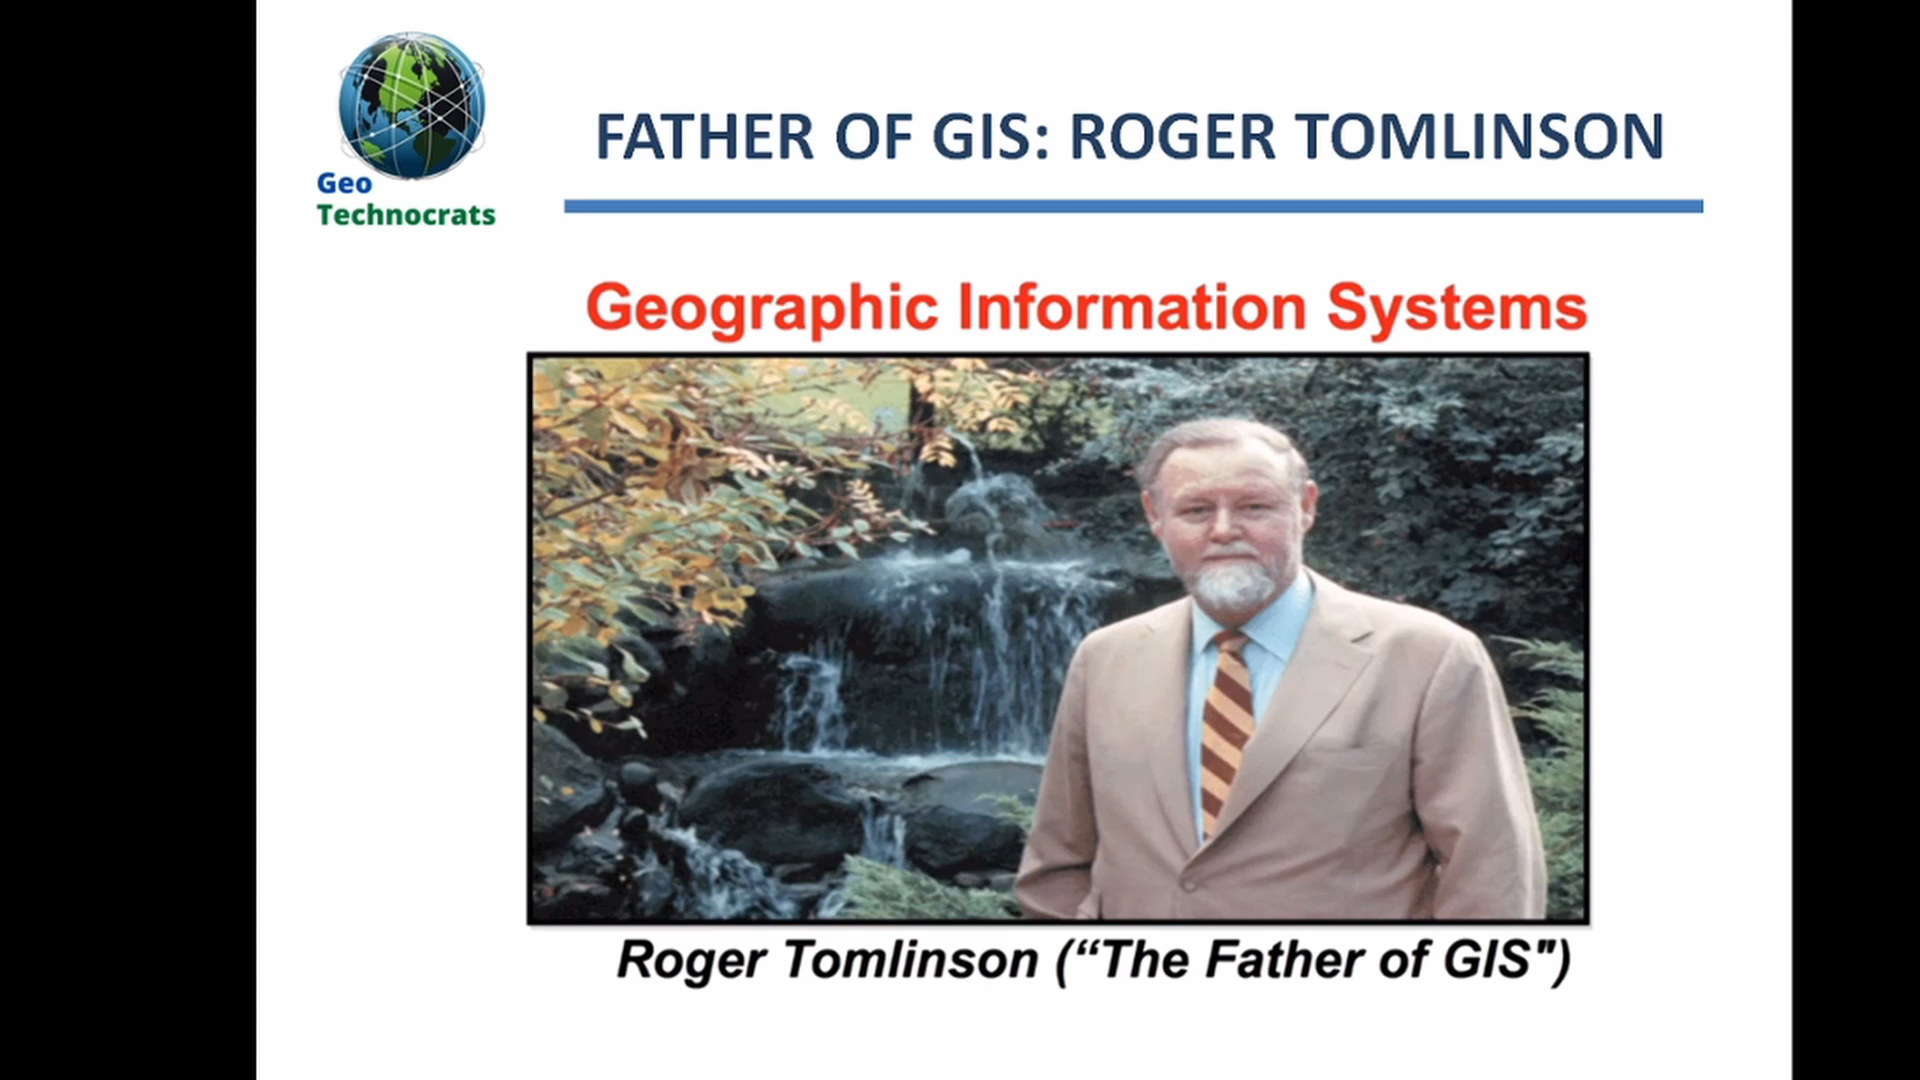 Geo
Technocrats
FATHER OF GIS: ROGER TOMLINSON
Geographic Information Systems
Roger Tomlinson (“The Father of GIS")